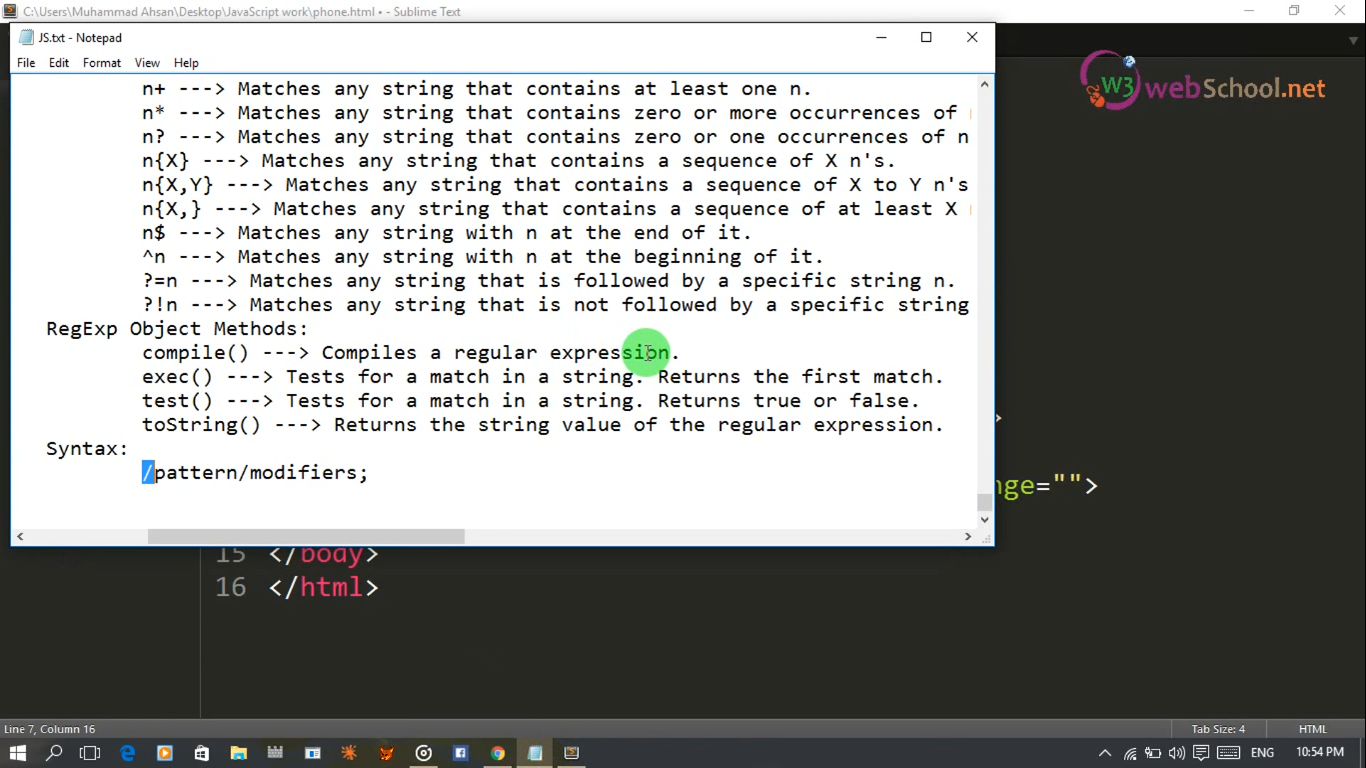 C:\Users\Muhammad Ahsan\Desktop\JavaScript work\phone.html • - Sublime Text
JS.txt - Notepad
File Edit Format View Help
W3webSchool.net
n+ ---> Matches any string that contains at least one n.
n* ---> Matches any string that contains zero or more occurrences of
n? ---> Matches any string that contains zero or one occurrences of n
n{X} ---> Matches any string that contains a sequence of X n's.
n{X,Y} ---> Matches any string that contains a sequence of X to Y n's
n{X,} ---> Matches any string that contains a sequence of at least X
n$ ---> Matches any string with n at the end of it.
^n ---> Matches any string with n at the beginning of it.
?=n ---> Matches any string that is followed by a specific string n.
?!n ---> Matches any string that is not followed by a specific string
RegExp Object Methods:
compile() ---> Compiles a regular expression.
exec() ---> Tests for a match in a string. Returns the first match.
test() ---> Tests for a match in a string. Returns true or false.
toString() ---> Returns the string value of the regular expression.
>
Syntax:
/pattern/modifiers;
nge="">
15 </body>
16 </html>
Line 7, Column 16
Tab Size: 4 HTML
ENG 10:54 PM